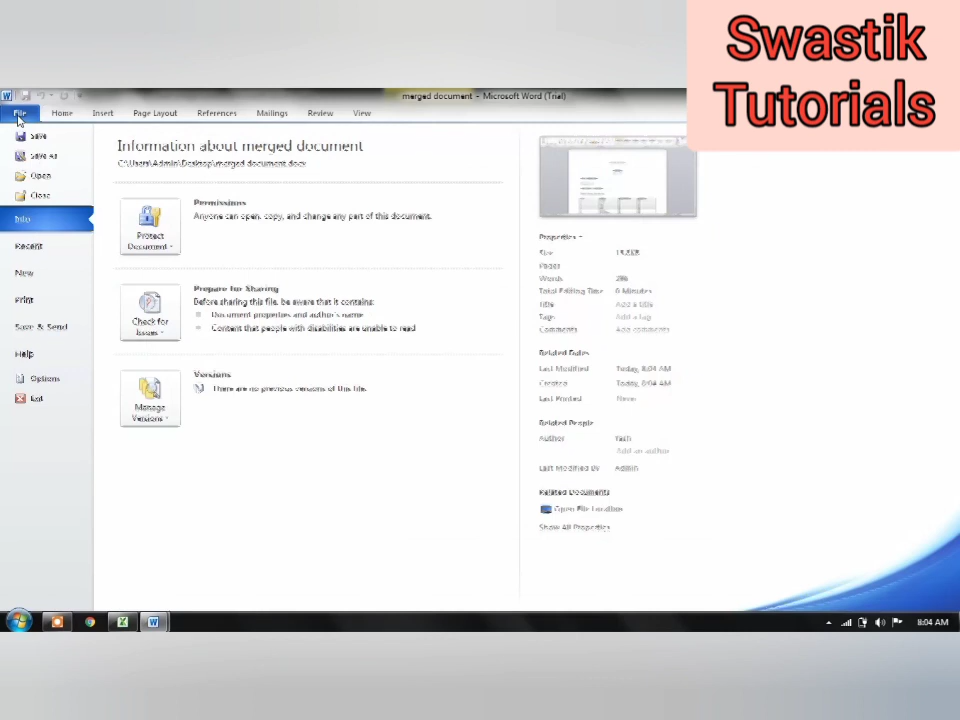 Swastik
Tutorials
merged document - Microsoft Word (Trial)
File Home Insert Page Layout References Mailings Review View
Save
Save As
Open
Close
Info
Recent
New
Print
Save & Send
Help
Options
Exit
Information about merged document
C:\Users\Admin\Desktop\merged document.docx
Protect
Document
Permissions
Anyone can open, copy, and change any part of this document.
Check for
Issues
Prepare for Sharing
Before sharing this file, be aware that it contains:
Document properties and author's name
Content that people with disabilities are unable to read
Manage
Versions
Versions
There are no previous versions of this file.
Properties
Size
Pages
Words 286
Total Editing Time 0 Minutes
Title Add a title
Tags Add a tag
Comments Add comments
Related Dates
Last Modified Today, 8:04 AM
Created Today, 8:04 AM
Last Printed None
Related People
Author Yash
Add an author
Last Modified By Admin
Related Documents
Open File Location
Show All Properties
8:04 AM